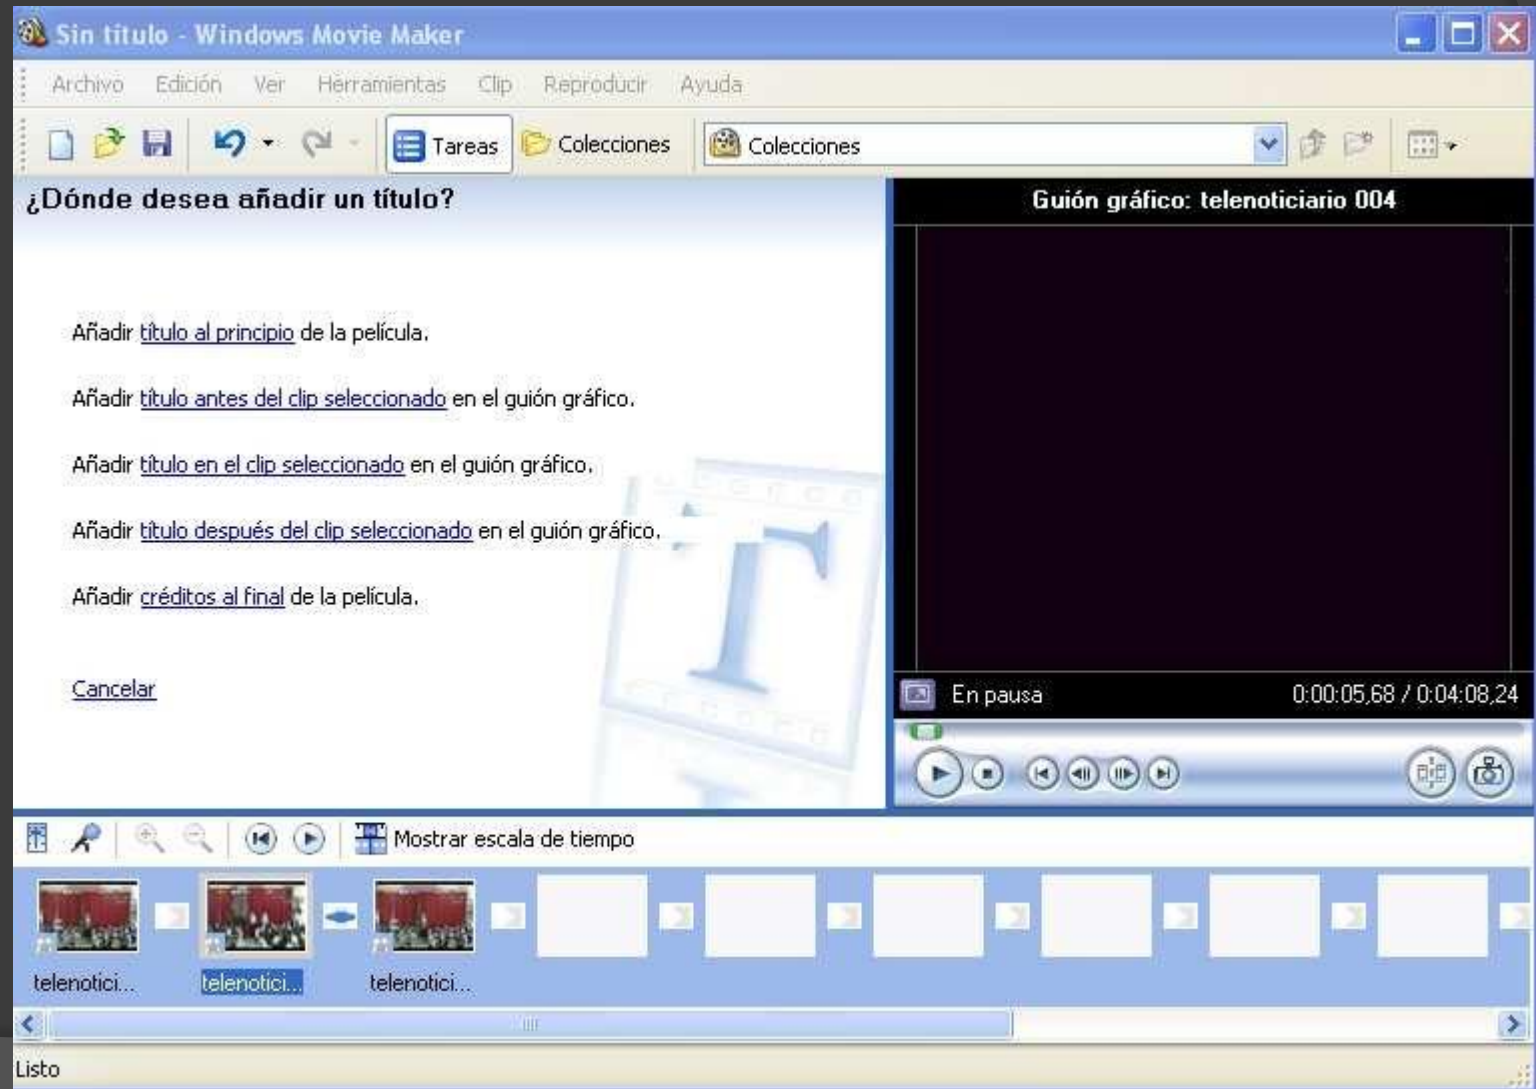 Sin título - Windows Movie Maker
Archivo Edición Ver Herramientas Clip Reproducir Ayuda
Tareas Colecciones Colecciones
¿Dónde desea añadir un título?
Añadir título al principio de la película.
Añadir título antes del clip seleccionado en el guión gráfico.
Añadir título en el clip seleccionado en el guión gráfico.
Añadir título después del clip seleccionado en el guión gráfico.
Añadir créditos al final de la película.
Cancelar
T
Guión gráfico: telenoticiario 004
En pausa 0:00:05,68 / 0:04:08,24
Mostrar escala de tiempo
telenotici... telenotici... telenotici...
Listo